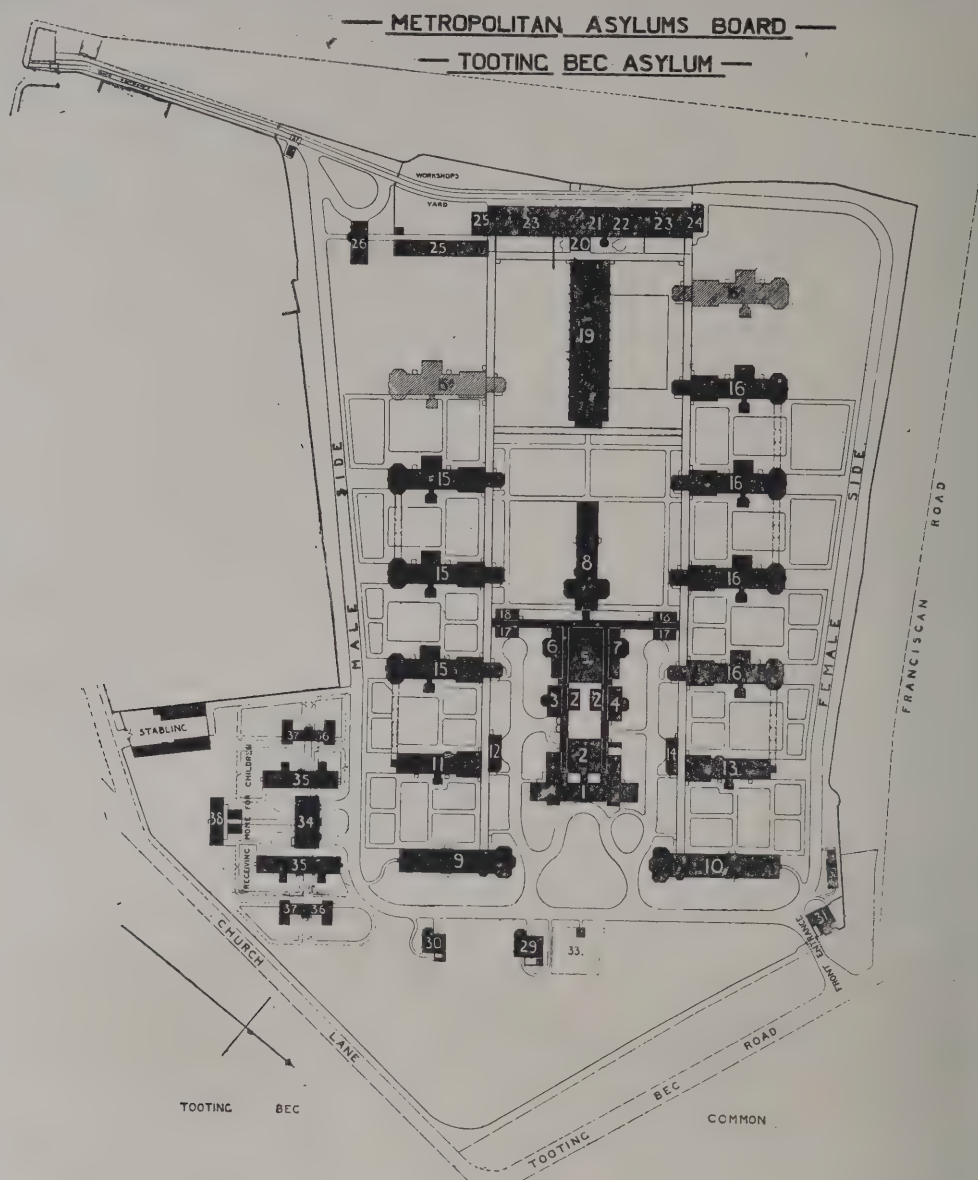 METROPOLITAN ASYLUMS BOARD
TOOTING BEC ASYLUM
BACK ENTRANCE
WORKSHOPS
YARD
25 23 21 22 23 24
20
26
25
19
16
15
16
15
16
8
18 18
17 17
6 5 7
15
16
3 2 2 4
2
12 14
11
13
1
9
10
MALE SIDE
FEMALE SIDE
FRANCISCAN ROAD
STABLING
37 36
35
RECEIVING HOME FOR CHILDREN
38
34
35
37 36
30
29
33.
31
FRONT ENTRANCE
CHURCH LANE
TOOTING BEC ROAD
TOOTING BEC
COMMON